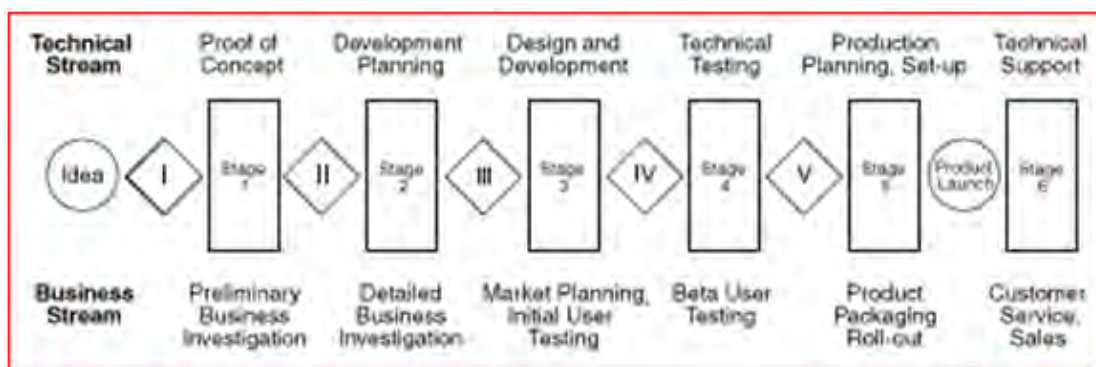 Technical
Stream
Proof of
Concept
Development
Planning
Design and
Development
Technical
Testing
Production
Planning, Set-up
Technical
Support
Idea
I
Stage
1
II
Stage
2
III
Stage
3
IV
Stage
4
V
Stage
5
Product
Launch
Stage
6
Business
Stream
Preliminary
Business
Investigation
Detailed
Business
Investigation
Market Planning,
Initial User
Testing
Beta User
Testing
Product
Packaging
Roll-out
Customer
Service,
Sales